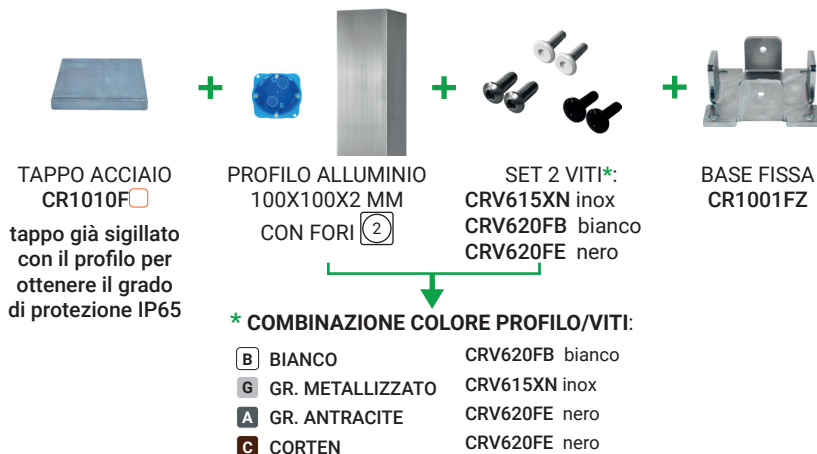 TAPPO ACCIAIO
CR1010F
tappo già sigillato
con il profilo per
ottenere il grado
di protezione IP65
PROFILO ALLUMINIO
100X100X2 MM
CON FORI 2
SET 2 VITI*:
CRV615XN inox
CRV620FB bianco
CRV620FE nero
BASE FISSA
CR1001FZ
* COMBINAZIONE COLORE PROFILO/VITI:
B BIANCO CRV620FB bianco
G GR. METALLIZZATO CRV615XN inox
A GR. ANTRACITE CRV620FE nero
C CORTEN CRV620FE nero